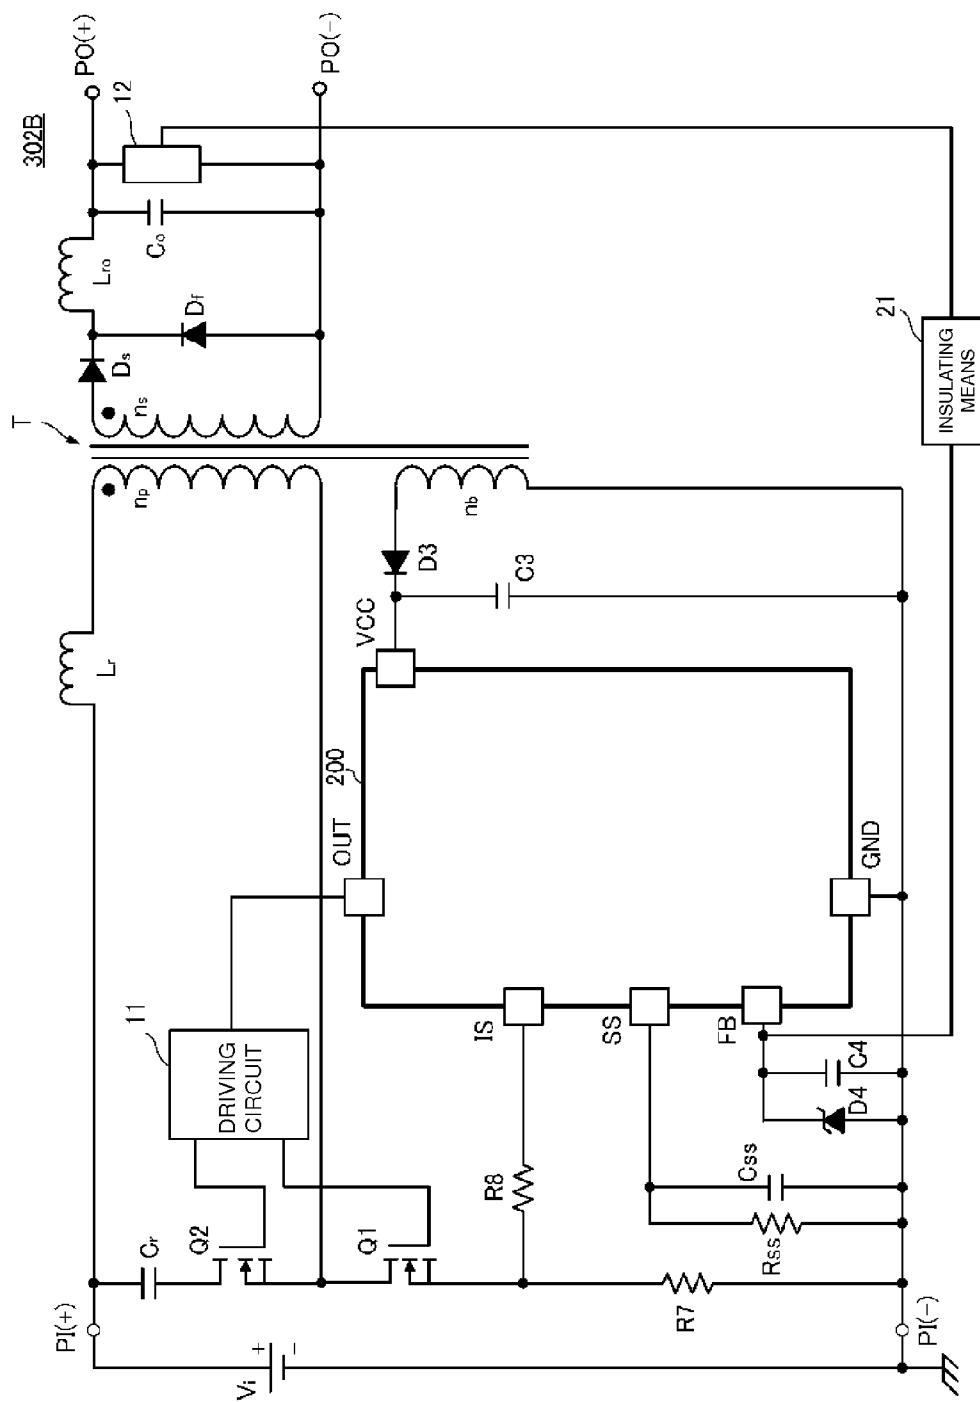 302B
PI(+)
Vi
+
−
Cr
Q2
Q1
R7
11
DRIVING
CIRCUIT
R8
Rss
Css
D4
C4
IS
SS
FB
OUT
200
VCC
GND
Lr
D3
C3
T
np
ns
nb
Ds
Df
Lro
Co
12
PO(+)
PO(−)
21
INSULATING
MEANS
PI(−)